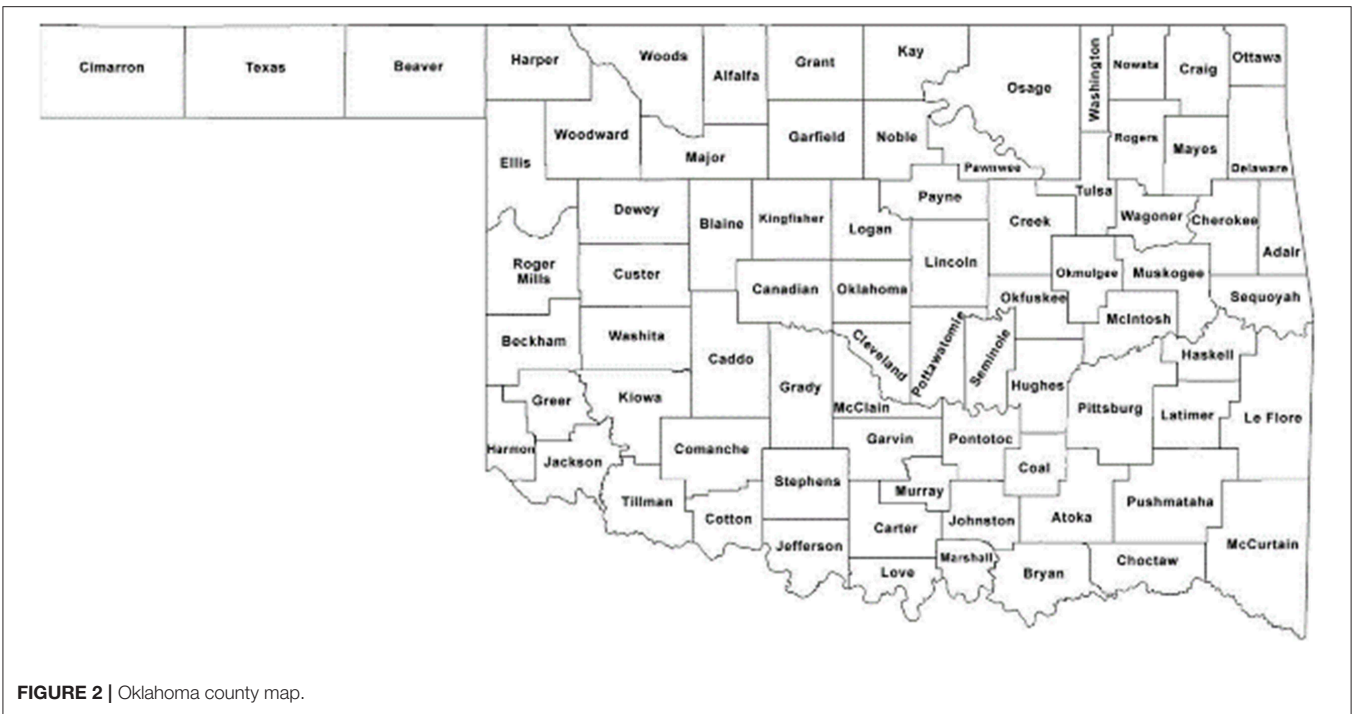 Cimarron
Texas
Beaver
Harper
Woods
Alfalfa
Grant
Kay
Osage
Washington
Nowata
Craig
Ottawa
Ellis
Woodward
Major
Garfield
Noble
Pawnwee
Rogers
Mayes
Delaware
Dewey
Blaine
Kingfisher
Logan
Payne
Creek
Tulsa
Wagoner
Cherokee
Adair
Roger
Mills
Custer
Canadian
Oklahoma
Lincoln
Okfuskee
Okmulgee
Muskogee
Sequoyah
Beckham
Washita
Caddo
Grady
Cleveland
Pottawatomie
Seminole
Hughes
McIntosh
Haskell
Greer
Kiowa
McClain
Pittsburg
Latimer
Le Flore
Harmon
Jackson
Comanche
Garvin
Pontotoc
Coal
Tillman
Cotton
Stephens
Murray
Carter
Johnston
Atoka
Pushmataha
McCurtain
Jefferson
Love
Marshall
Bryan
Choctaw
FIGURE 2 | Oklahoma county map.